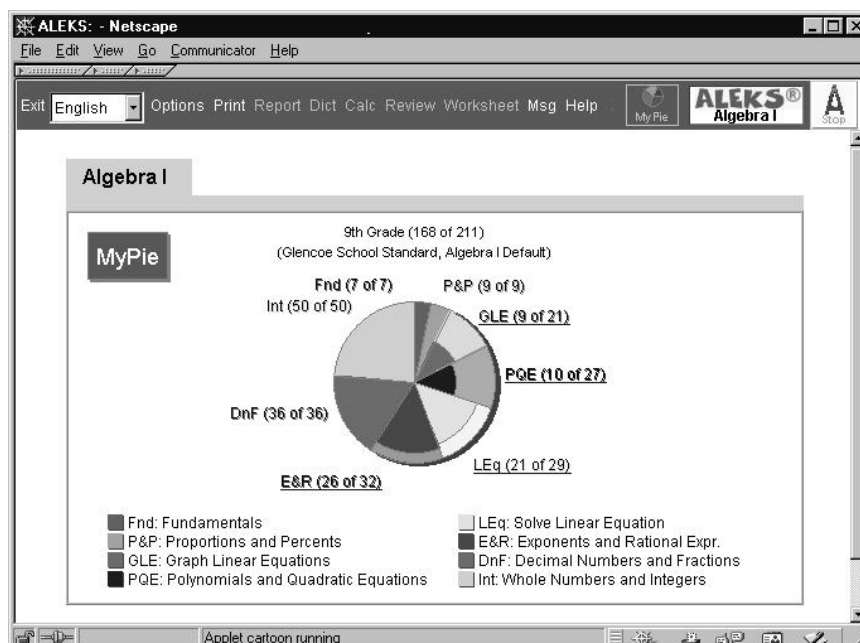 ALEKS: - Netscape
File Edit View Go Communicator Help
Exit English Options Print Report Dict Calc Review Worksheet Msg Help MyPie ALEKS® Algebra I A Stop
Algebra I
MyPie
9th Grade (168 of 211)
(Glencoe School Standard, Algebra I Default)
Fnd (7 of 7)
P&P (9 of 9)
Int (50 of 50)
GLE (9 of 21)
PQE (10 of 27)
DnF (36 of 36)
LEq (21 of 29)
E&R (26 of 32)
Fnd: Fundamentals
P&P: Proportions and Percents
GLE: Graph Linear Equations
PQE: Polynomials and Quadratic Equations
LEq: Solve Linear Equation
E&R: Exponents and Rational Expr.
DnF: Decimal Numbers and Fractions
Int: Whole Numbers and Integers
Applet cartoon running